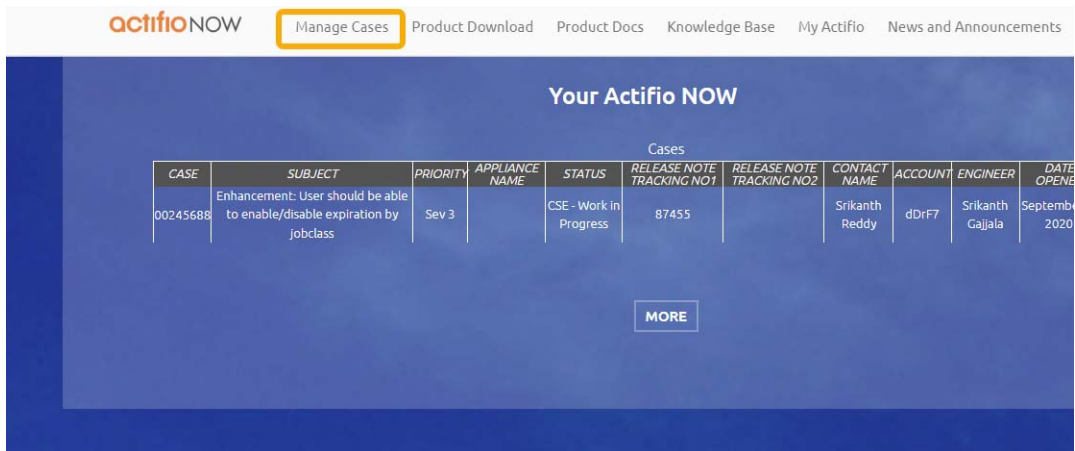 actifio NOW Manage Cases Product Download Product Docs Knowledge Base My Actifio News and Announcements
Your Actifio NOW
Cases
CASE SUBJECT PRIORITY APPLIANCE NAME STATUS RELEASE NOTE TRACKING NO1 RELEASE NOTE TRACKING NO2 CONTACT NAME ACCOUNT ENGINEER DATE
00245688 Enhancement: User should be able to enable/disable expiration by jobclass Sev 3 CSE - Work in Progress 87455 Srikanth Reddy dDrF7 Srikanth Gajjala 2020
MORE